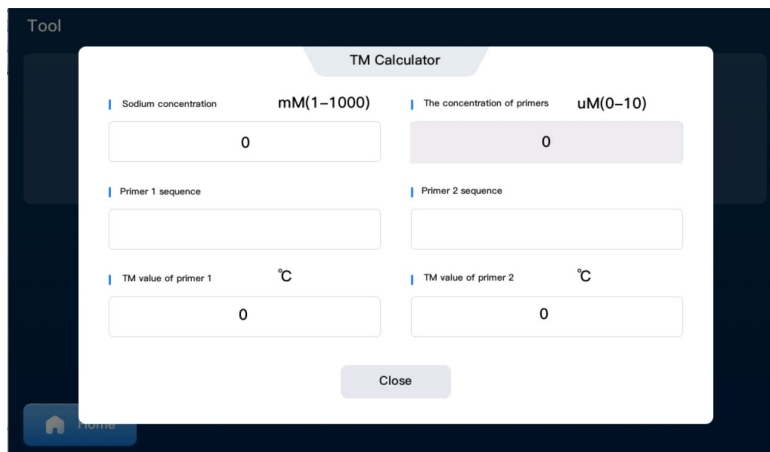 Tool
TM Calculator
Sodium concentration mM(1-1000) The concentration of primers uM(0-10)
0 0
Primer 1 sequence Primer 2 sequence
TM value of primer 1 ℃ TM value of primer 2 ℃
0 0
Close
Home